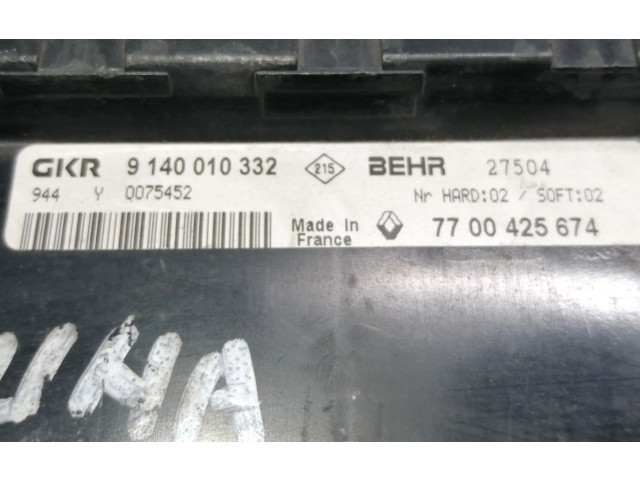 GKR 9 140 010 332 215 BEHR 27504
944 Y 0075452 Nr HARD:02 / SOFT:02
Made In France 77 00 425 674